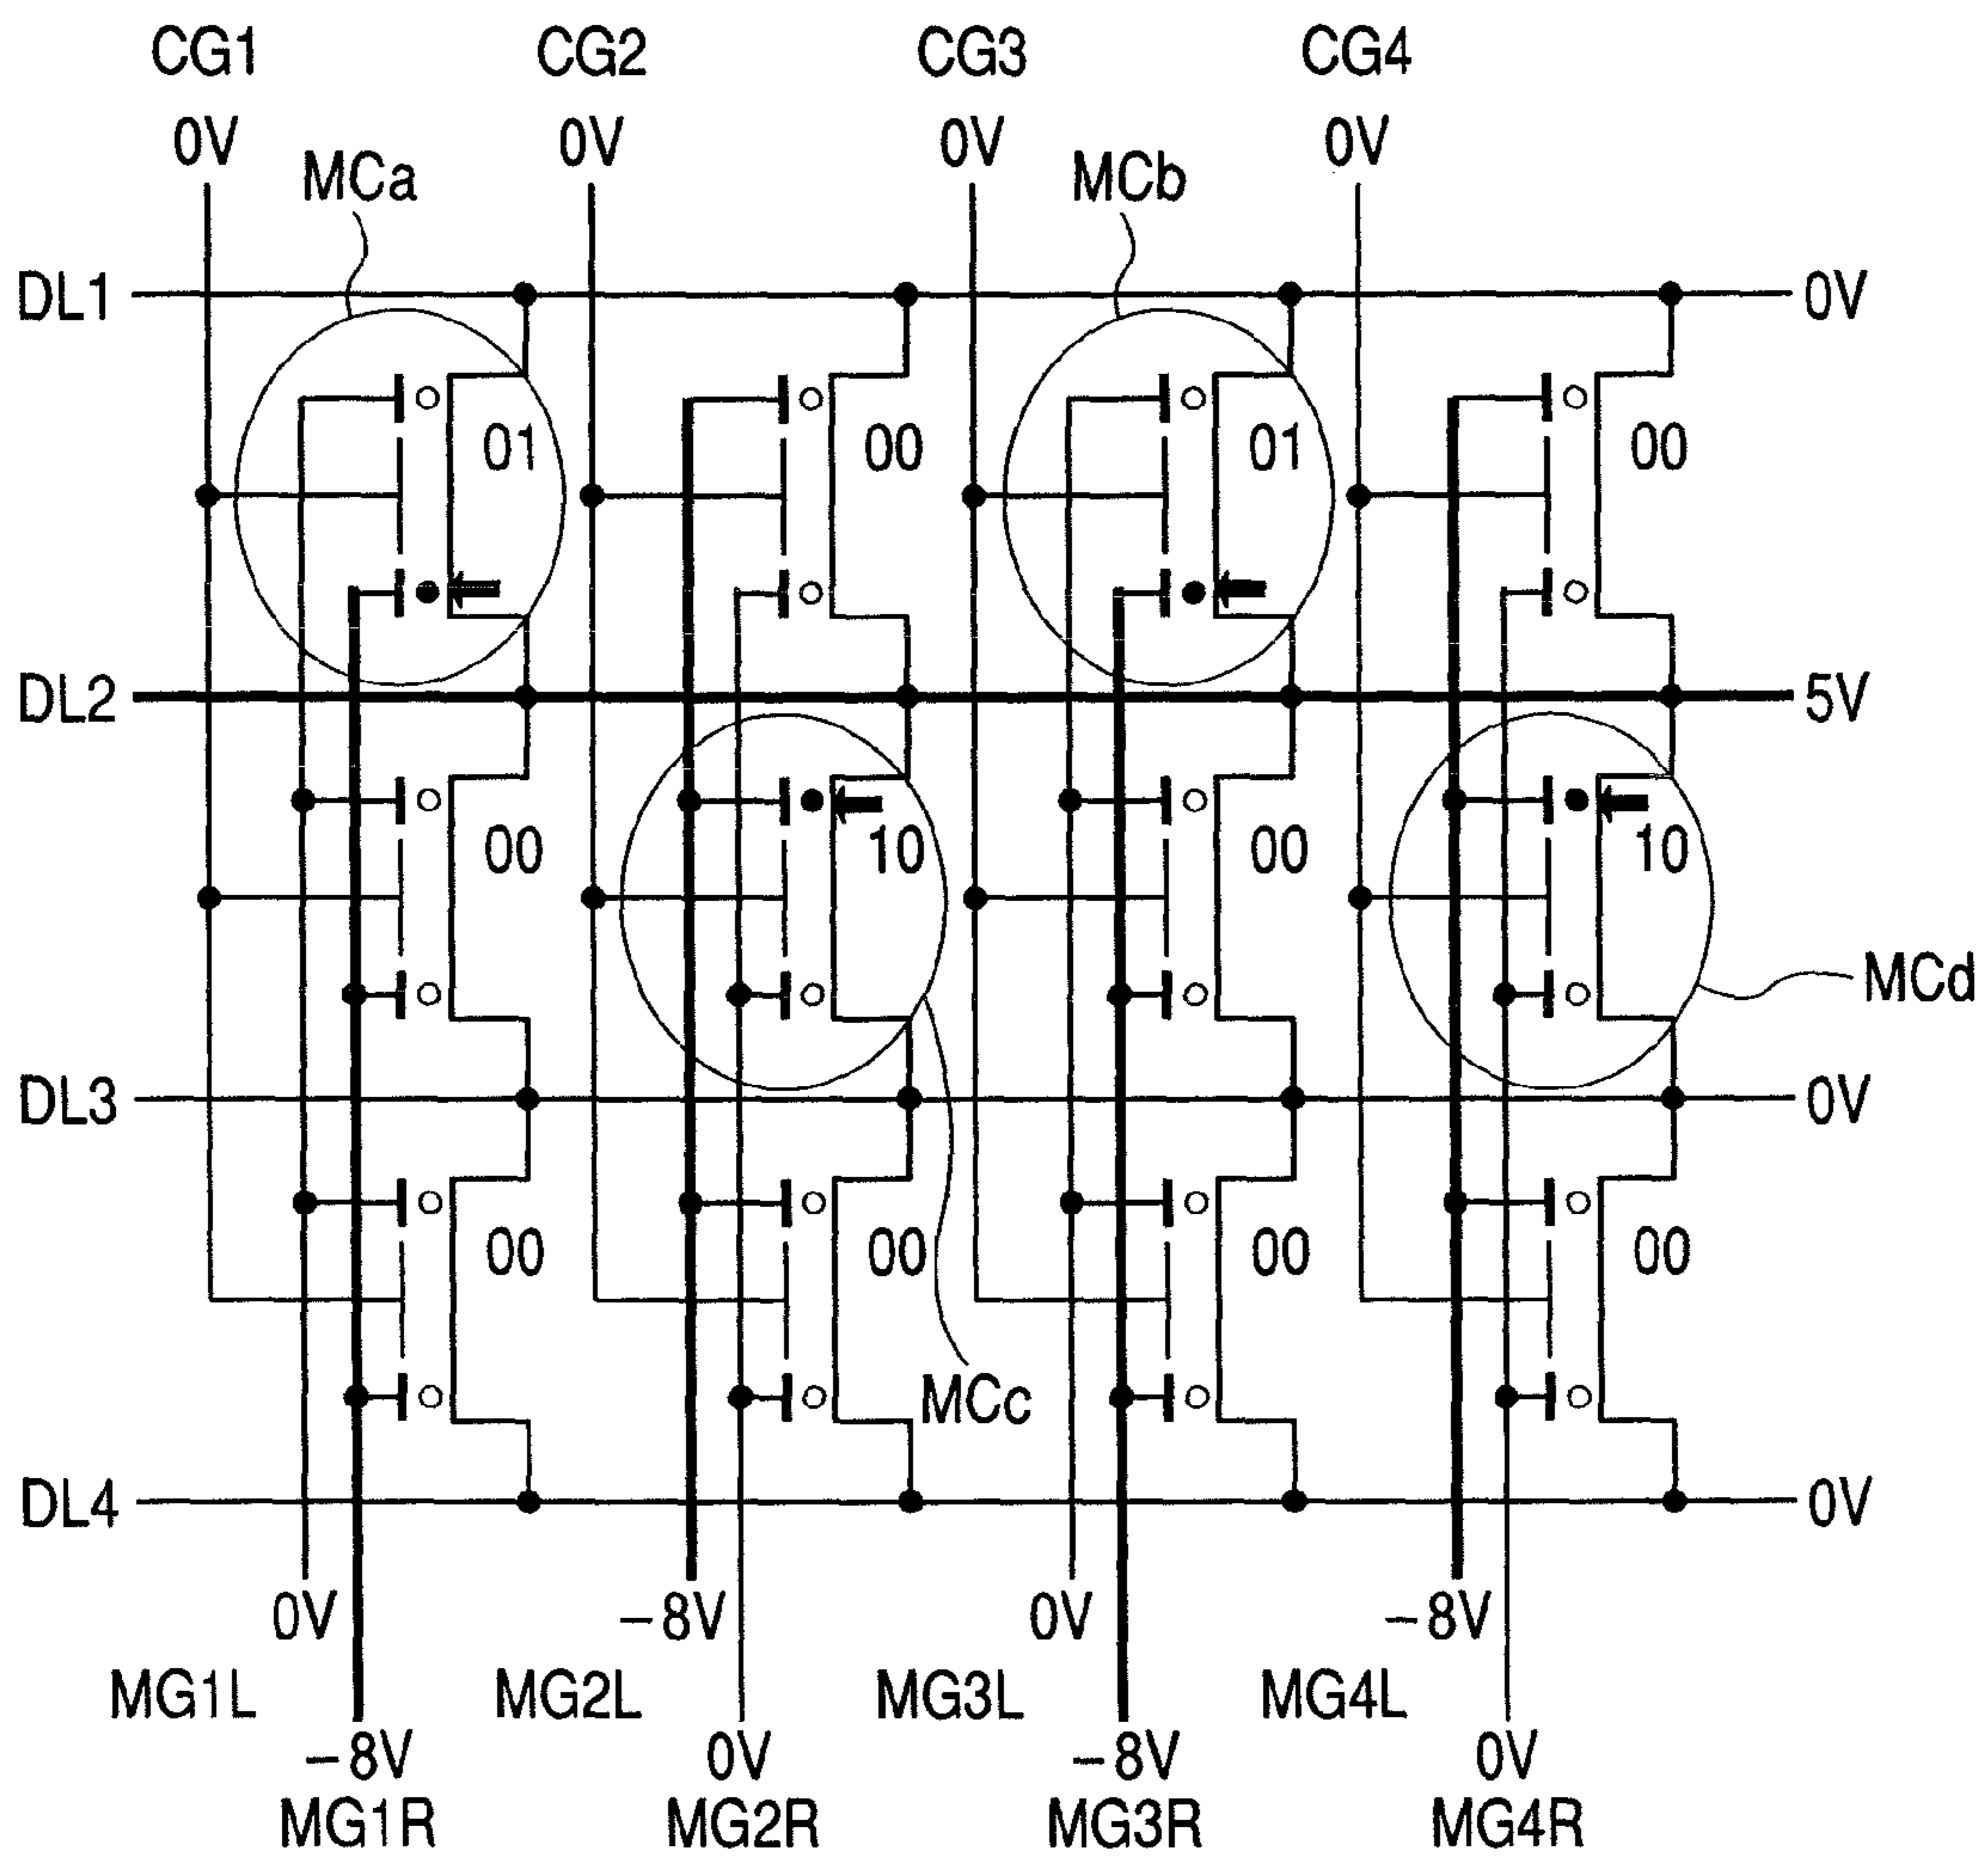 CG1 CG2 CG3 CG4
0V 0V 0V 0V
MCa MCb
DL1 0V
01 00 01 00
DL2 5V
00 10 00 10
MCd
DL3 0V
00 00 00 00
MCc
DL4 0V
0V -8V 0V -8V
MG1L MG2L MG3L MG4L
-8V 0V -8V 0V
MG1R MG2R MG3R MG4R